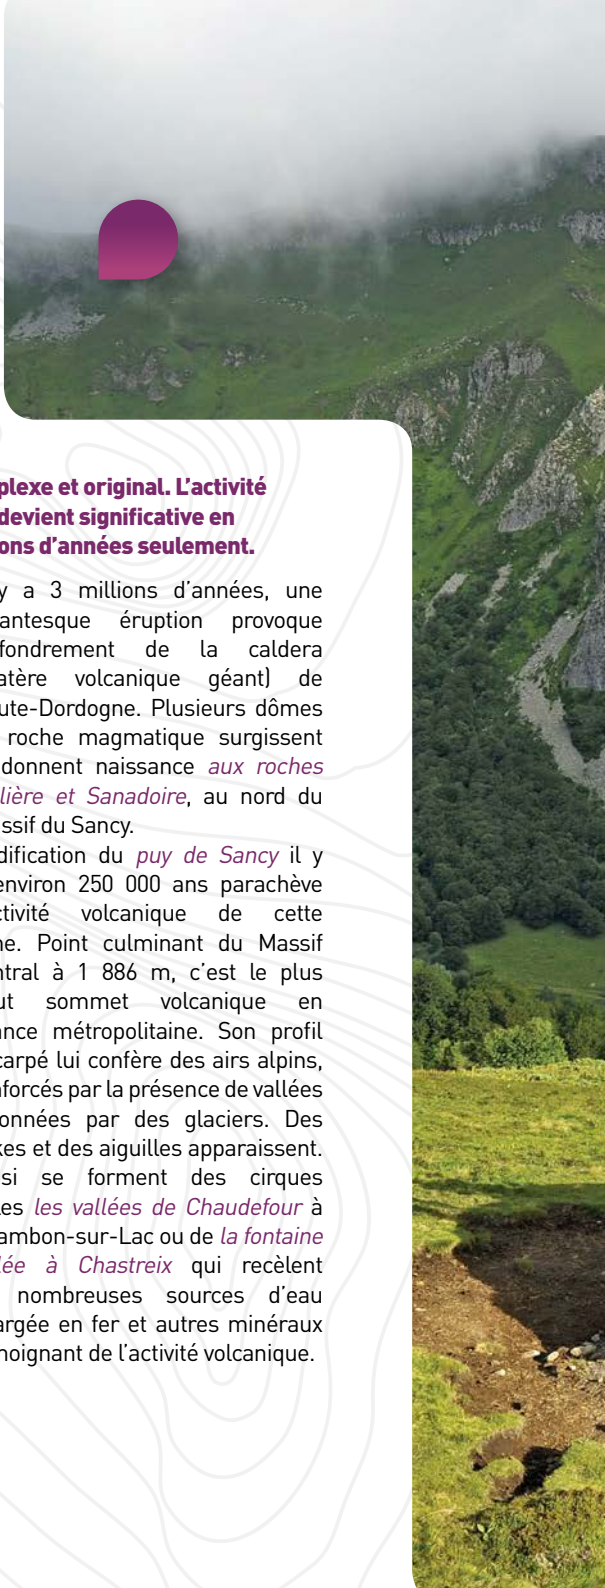 plexe et original. L’activité
devient significative en
ons d’années seulement.
y a 3 millions d’années, une
antesque éruption provoque
fondrement de la caldera
atère volcanique géant) de
ute-Dordogne. Plusieurs dômes
roche magmatique surgissent
donnent naissance aux roches
lière et Sanadoire, au nord du
ssif du Sancy.
dification du puy de Sancy il y
environ 250 000 ans parachève
ctivité volcanique de cette
ne. Point culminant du Massif
ntral à 1 886 m, c’est le plus
ut sommet volcanique en
ance métropolitaine. Son profil
carpé lui confère des airs alpins,
nforcés par la présence de vallées
onnées par des glaciers. Des
kes et des aiguilles apparaissent.
si se forment des cirques
les les vallées de Chaudefour à
ambon-sur-Lac ou de la fontaine
lée à Chastreix qui recèlent
nombreuses sources d’eau
argée en fer et autres minéraux
moignant de l’activité volcanique.